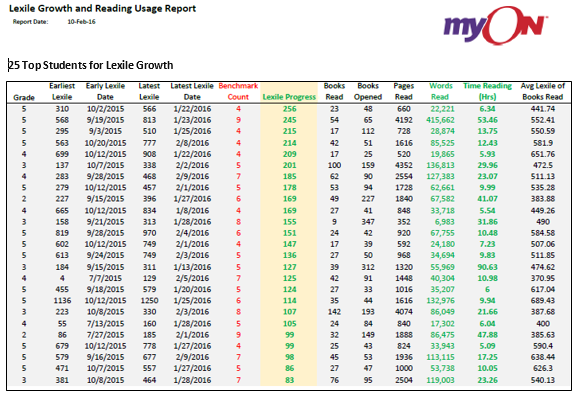 Lexile Growth and Reading Usage Report
Report Date: 10-Feb-16
myON
25 Top Students for Lexile Growth
Grade Earliest Lexile Early Lexile Date Latest Lexile Latest Lexile Date Benchmark Count Lexile Progress Books Read Books Opened Pages Read Words Read Time Reading (Hrs) Avg Lexile of Books Read
5 310 10/2/2015 566 1/22/2016 4 256 23 48 660 22,221 6.34 441.74
5 568 9/19/2015 813 1/23/2016 9 245 54 65 4192 415,662 53.46 552.41
5 295 9/3/2015 510 1/25/2016 4 215 17 112 728 28,874 13.75 550.59
5 563 10/20/2015 777 2/8/2016 4 214 42 51 1616 85,525 12.43 581.9
4 699 10/12/2015 908 1/22/2016 4 209 17 25 520 19,865 5.93 651.76
3 137 10/7/2015 338 2/2/2016 5 201 100 159 4352 136,813 29.96 472.5
4 283 9/28/2015 468 2/9/2016 7 185 62 90 2554 127,383 23.07 511.13
5 279 10/12/2015 457 2/1/2016 5 178 53 94 1728 62,661 9.99 535.28
2 227 9/15/2015 396 1/27/2016 6 169 49 227 1840 67,582 41.07 383.88
4 665 10/12/2015 834 1/8/2016 4 169 27 41 848 33,718 5.54 449.26
3 158 9/21/2015 313 1/28/2016 8 155 9 347 352 6,983 31.86 490
5 819 9/28/2015 970 2/4/2016 6 151 24 42 920 67,755 10.48 584.58
5 602 10/12/2015 749 2/1/2016 4 147 17 39 592 24,180 7.23 507.06
5 613 9/24/2015 749 2/3/2016 5 136 27 50 968 34,694 9.83 511.85
3 184 9/15/2015 311 1/13/2016 5 127 39 312 1320 55,969 90.63 474.62
4 4 7/7/2015 129 2/5/2016 7 125 42 91 1448 40,304 10.98 370.95
5 455 9/18/2015 579 1/20/2016 5 124 27 33 1016 35,207 6 617.04
5 1136 10/12/2015 1250 1/25/2016 6 114 35 44 1616 132,976 9.94 689.43
3 223 10/8/2015 330 2/3/2016 8 107 142 193 4074 86,049 21.66 387.68
4 55 7/13/2015 160 1/28/2016 5 105 24 84 840 17,302 6.04 400
2 86 7/27/2015 185 2/1/2016 9 99 32 149 1888 86,475 47.88 385.63
5 679 10/12/2015 778 1/27/2016 4 99 25 43 824 33,943 5.09 590.4
5 579 9/16/2015 677 2/9/2016 7 98 45 53 1936 113,115 17.25 638.44
5 471 10/7/2015 557 1/27/2016 5 86 27 47 1000 53,738 10.05 626.3
3 381 10/8/2015 464 1/28/2016 7 83 76 95 2504 119,003 23.26 540.13